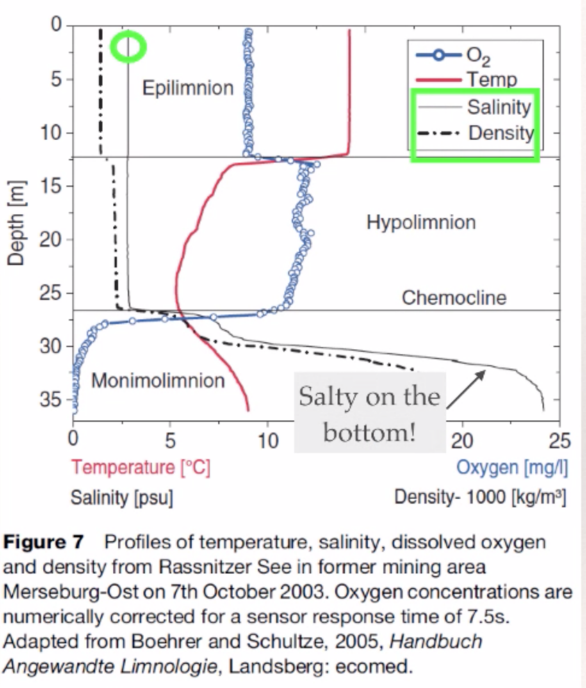 0
5
10
15
20
25
30
35
Depth [m]
Epilimnion
O2
Temp
Salinity
Density
Hypolimnion
Chemocline
Monimolimnion
Salty on the
bottom!
0 5 10 20 25
Temperature [°C] Oxygen [mg/l]
Salinity [psu] Density- 1000 [kg/m³]
Figure 7 Profiles of temperature, salinity, dissolved oxygen
and density from Rassnitzer See in former mining area
Merseburg-Ost on 7th October 2003. Oxygen concentrations are
numerically corrected for a sensor response time of 7.5s.
Adapted from Boehrer and Schultze, 2005, Handbuch
Angewandte Limnologie, Landsberg: ecomed.